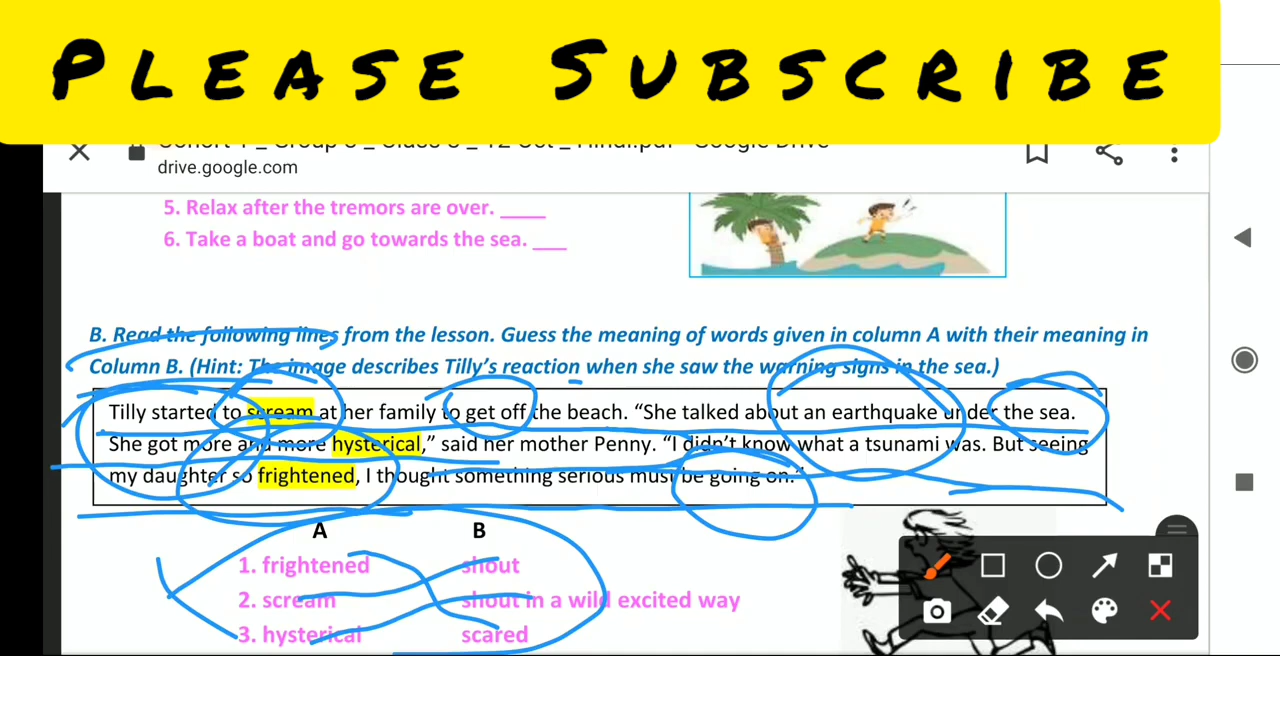 PLEASE SUBSCRIBE
drive.google.com
5. Relax after the tremors are over. ____
6. Take a boat and go towards the sea. ___
B. Read the following lines from the lesson. Guess the meaning of words given in column A with their meaning in
Column B. (Hint: The image describes Tilly’s reaction when she saw the warning signs in the sea.)
Tilly started to scream at her family to get off the beach. “She talked about an earthquake under the sea.
She got more and more hysterical,” said her mother Penny. “I didn’t know what a tsunami was. But seeing
my daughter so frightened, I thought something serious must be going on.”
A B
1. frightened shout
2. scream shout in a wild excited way
3. hysterical scared